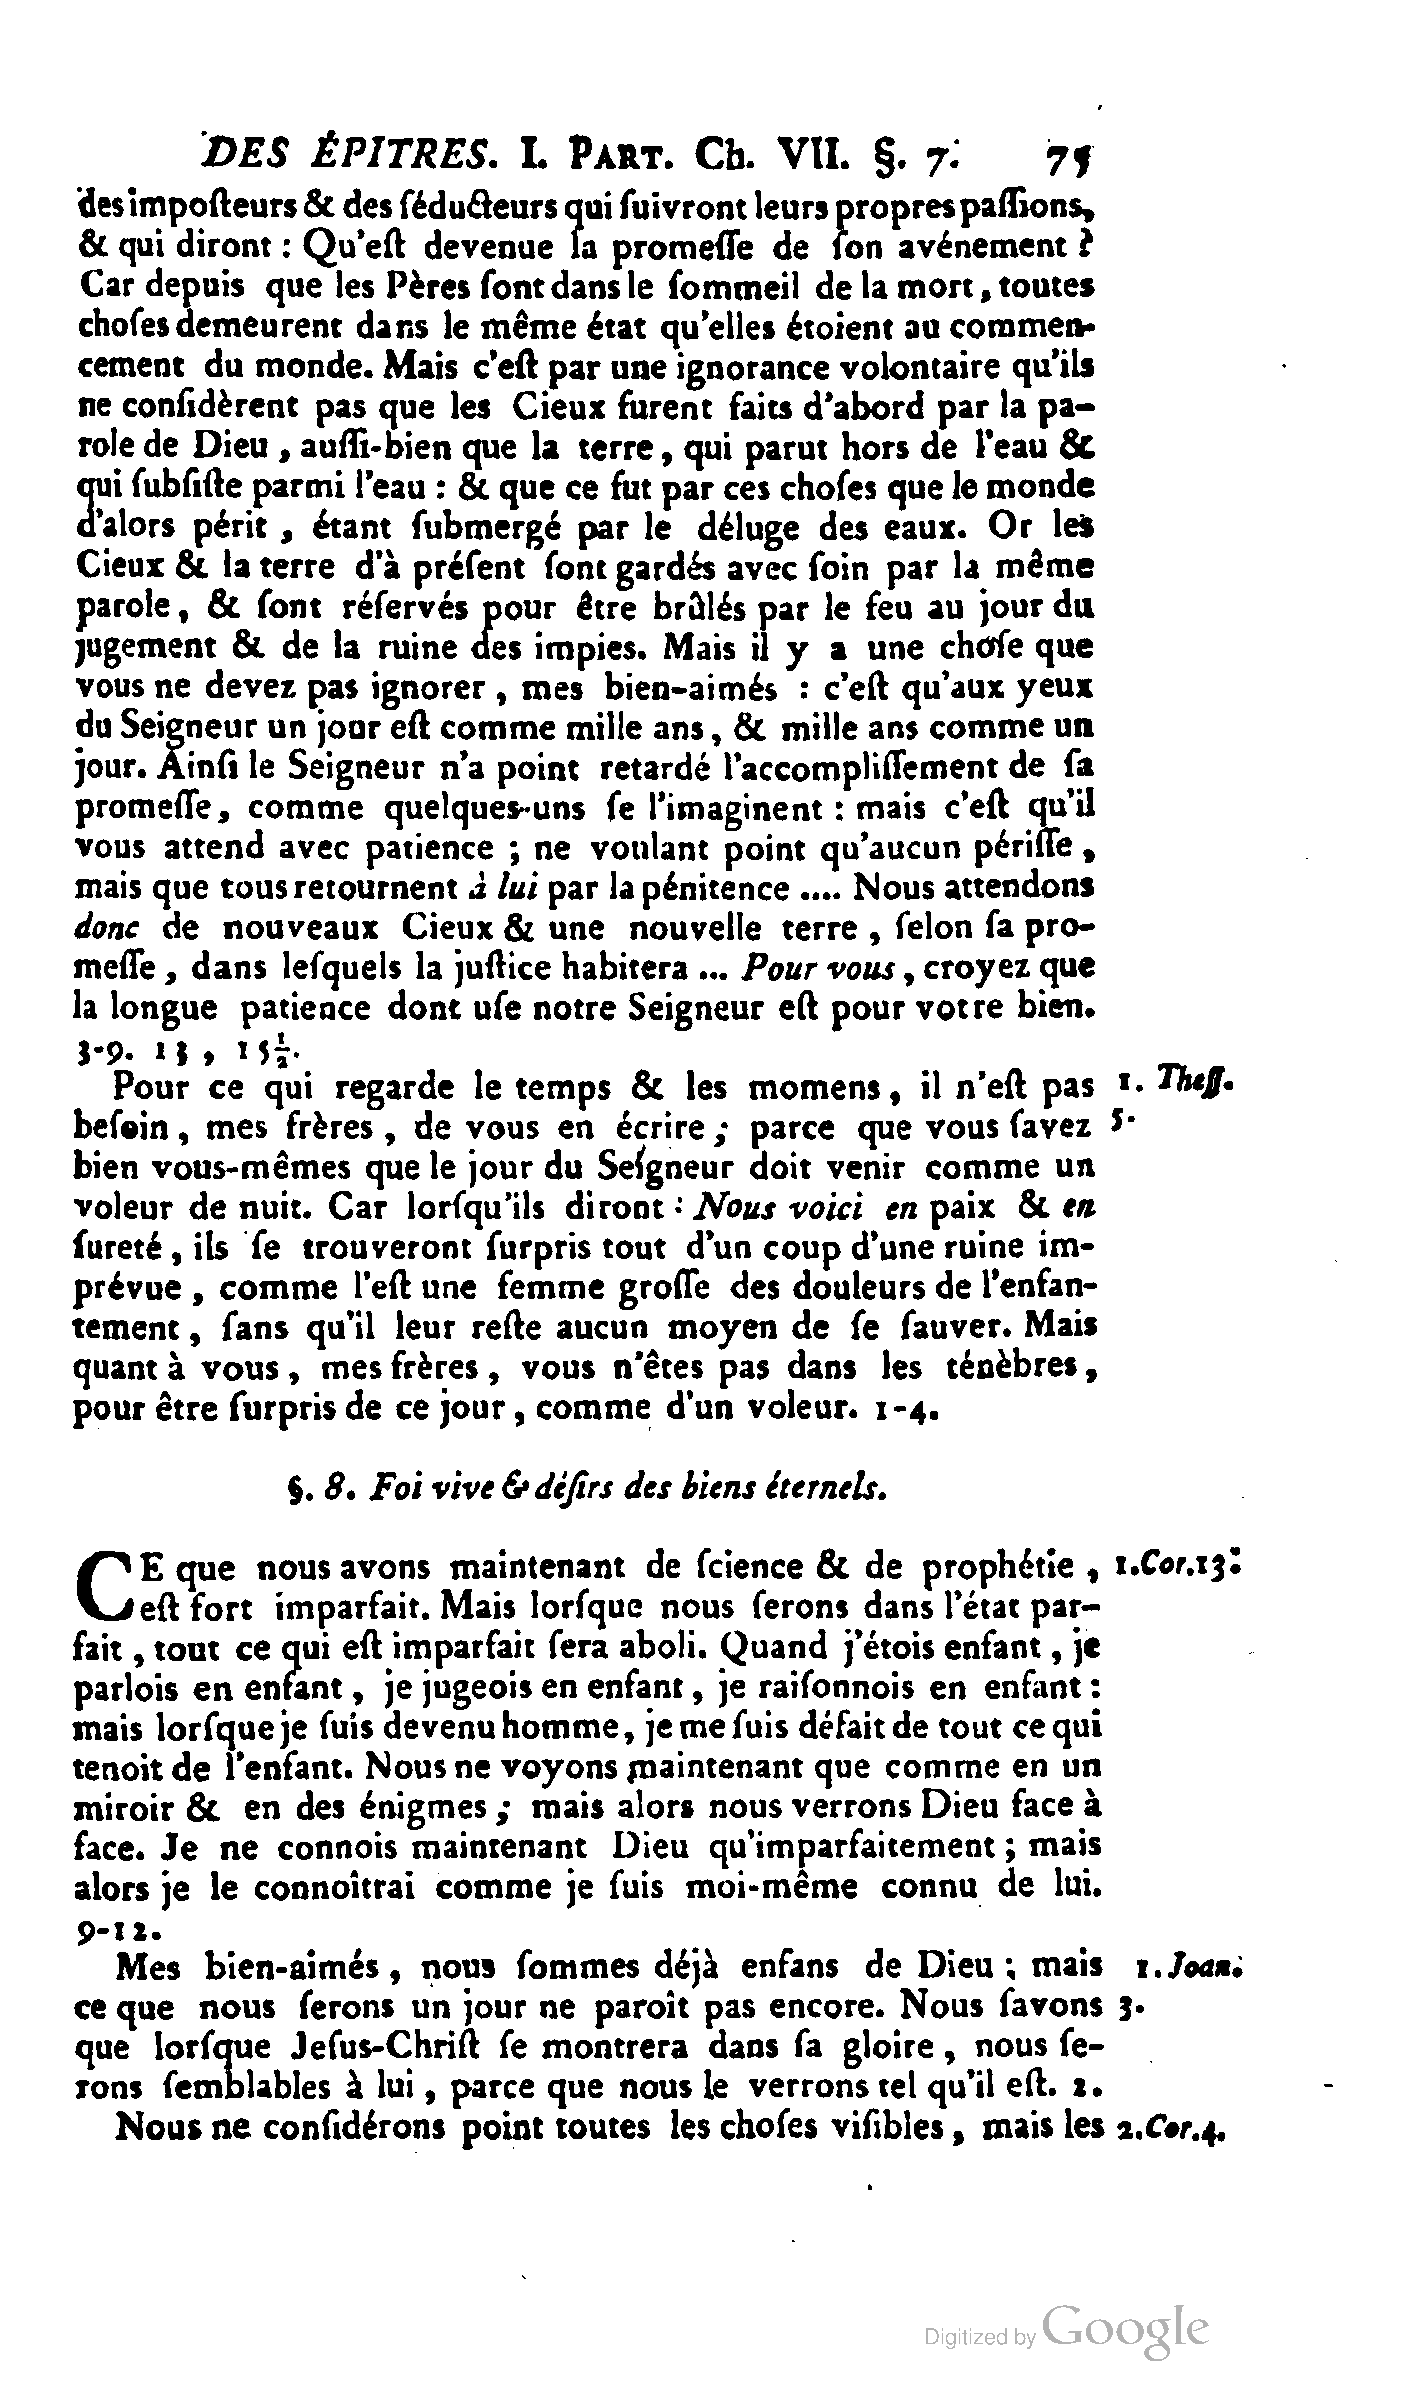 DES ÉPITRES. I. PART. Ch. VII. §. 7. 75
des imposteurs & des séducteurs qui suivront leurs propres passions,
& qui diront : Qu'est devenue la promesse de son avénement ?
Car depuis que les Pères sont dans le sommeil de la mort, toutes
choses demeurent dans le même état qu'elles étoient au commen-
cement du monde. Mais c'est par une ignorance volontaire qu'ils
ne considèrent pas que les Cieux furent faits d'abord par la pa-
role de Dieu, aussi-bien que la terre, qui parut hors de l'eau &
qui subsiste parmi l'eau : & que ce fut par ces choses que le monde
d'alors périt, étant submergé par le déluge des eaux. Or les
Cieux & la terre d'à présent sont gardés avec soin par la même
parole, & sont réservés pour être brûlés par le feu au jour du
jugement & de la ruine des impies. Mais il y a une chose que
vous ne devez pas ignorer, mes bien-aimés : c'est qu'aux yeux
du Seigneur un jour est comme mille ans, & mille ans comme un
jour. Ainsi le Seigneur n'a point retardé l'accomplissement de sa
promesse, comme quelques-uns se l'imaginent : mais c'est qu'il
vous attend avec patience ; ne voulant point qu'aucun périsse,
mais que tous retournent à lui par la pénitence .... Nous attendons
donc de nouveaux Cieux & une nouvelle terre, selon sa pro-
messe, dans lesquels la justice habitera ... Pour vous, croyez que
la longue patience dont use notre Seigneur est pour votre bien.
3-9. 13, 15½.
Pour ce qui regarde le temps & les momens, il n'est pas 1. Thess.
besoin, mes frères, de vous en écrire ; parce que vous savez 5.
bien vous-mêmes que le jour du Seigneur doit venir comme un
voleur de nuit. Car lorsqu'ils diront : Nous voici en paix & en
sureté, ils se trouveront surpris tout d'un coup d'une ruine im-
prévue, comme l'est une femme grosse des douleurs de l'enfan-
tement, sans qu'il leur reste aucun moyen de se sauver. Mais
quant à vous, mes frères, vous n'êtes pas dans les ténèbres,
pour être surpris de ce jour, comme d'un voleur. 1-4.
§. 8. Foi vive & désirs des biens éternels.
CE que nous avons maintenant de science & de prophétie, 1.Cor.13.
est fort imparfait. Mais lorsque nous serons dans l'état par-
fait, tout ce qui est imparfait sera aboli. Quand j'étois enfant, je
parlois en enfant, je jugeois en enfant, je raisonnois en enfant :
mais lorsque je suis devenu homme, je me suis défait de tout ce qui
tenoit de l'enfant. Nous ne voyons maintenant que comme en un
miroir & en des énigmes ; mais alors nous verrons Dieu face à
face. Je ne connois maintenant Dieu qu'imparfaitement ; mais
alors je le connoîtrai comme je suis moi-même connu de lui.
9-12.
Mes bien-aimés, nous sommes déjà enfans de Dieu ; mais 1. Joan.
ce que nous serons un jour ne paroît pas encore. Nous savons 3.
que lorsque Jesus-Christ se montrera dans sa gloire, nous se-
rons semblables à lui, parce que nous le verrons tel qu'il est. 2.
Nous ne considérons point toutes les choses visibles, mais les 2.Cor.4.
Digitized by Google